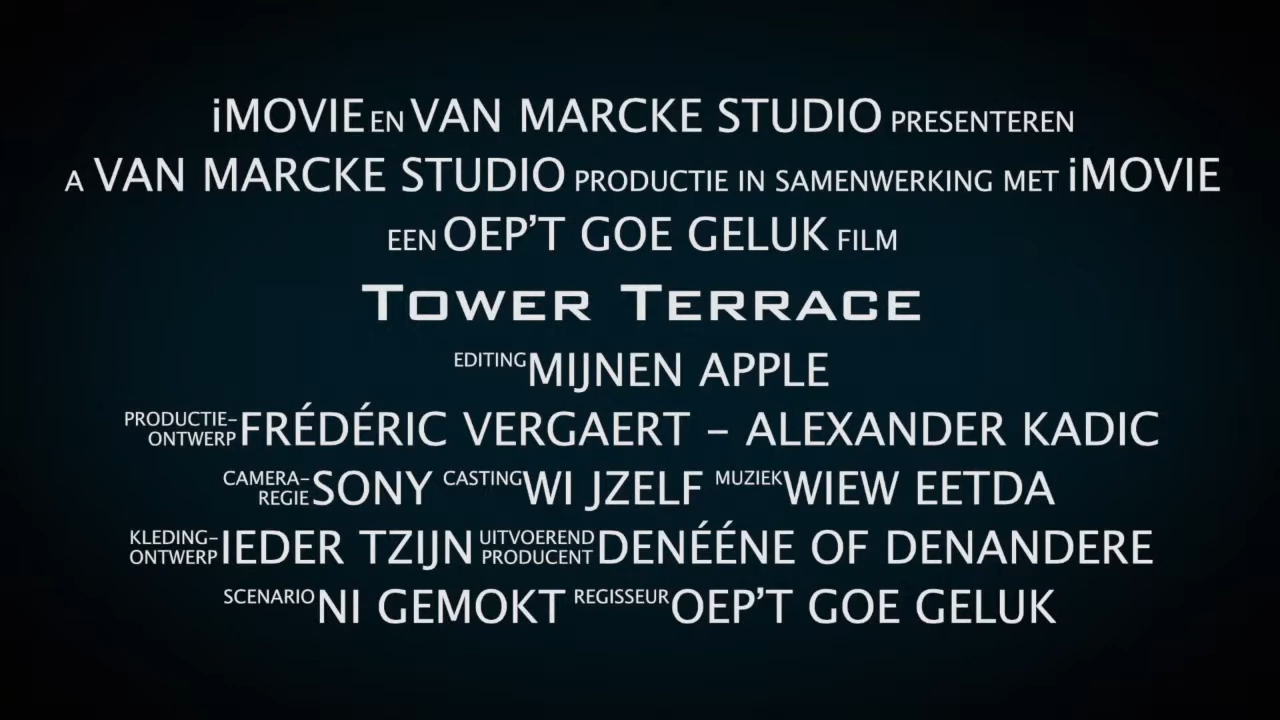 iMOVIE EN VAN MARCKE STUDIO PRESENTEREN
A VAN MARCKE STUDIO PRODUCTIE IN SAMENWERKING MET iMOVIE
EEN OEP'T GOE GELUK FILM
TOWER TERRACE
EDITING MIJNEN APPLE
PRODUCTIE-ONTWERP FRÉDÉRIC VERGAERT – ALEXANDER KADIC
CAMERA-REGIE SONY CASTING WI JZELF MUZIEK WIEW EETDA
KLEDING-ONTWERP IEDER TZIJN UITVOEREND PRODUCENT DENÉÉNE OF DENANDERE
SCENARIO NI GEMOKT REGISSEUR OEP'T GOE GELUK